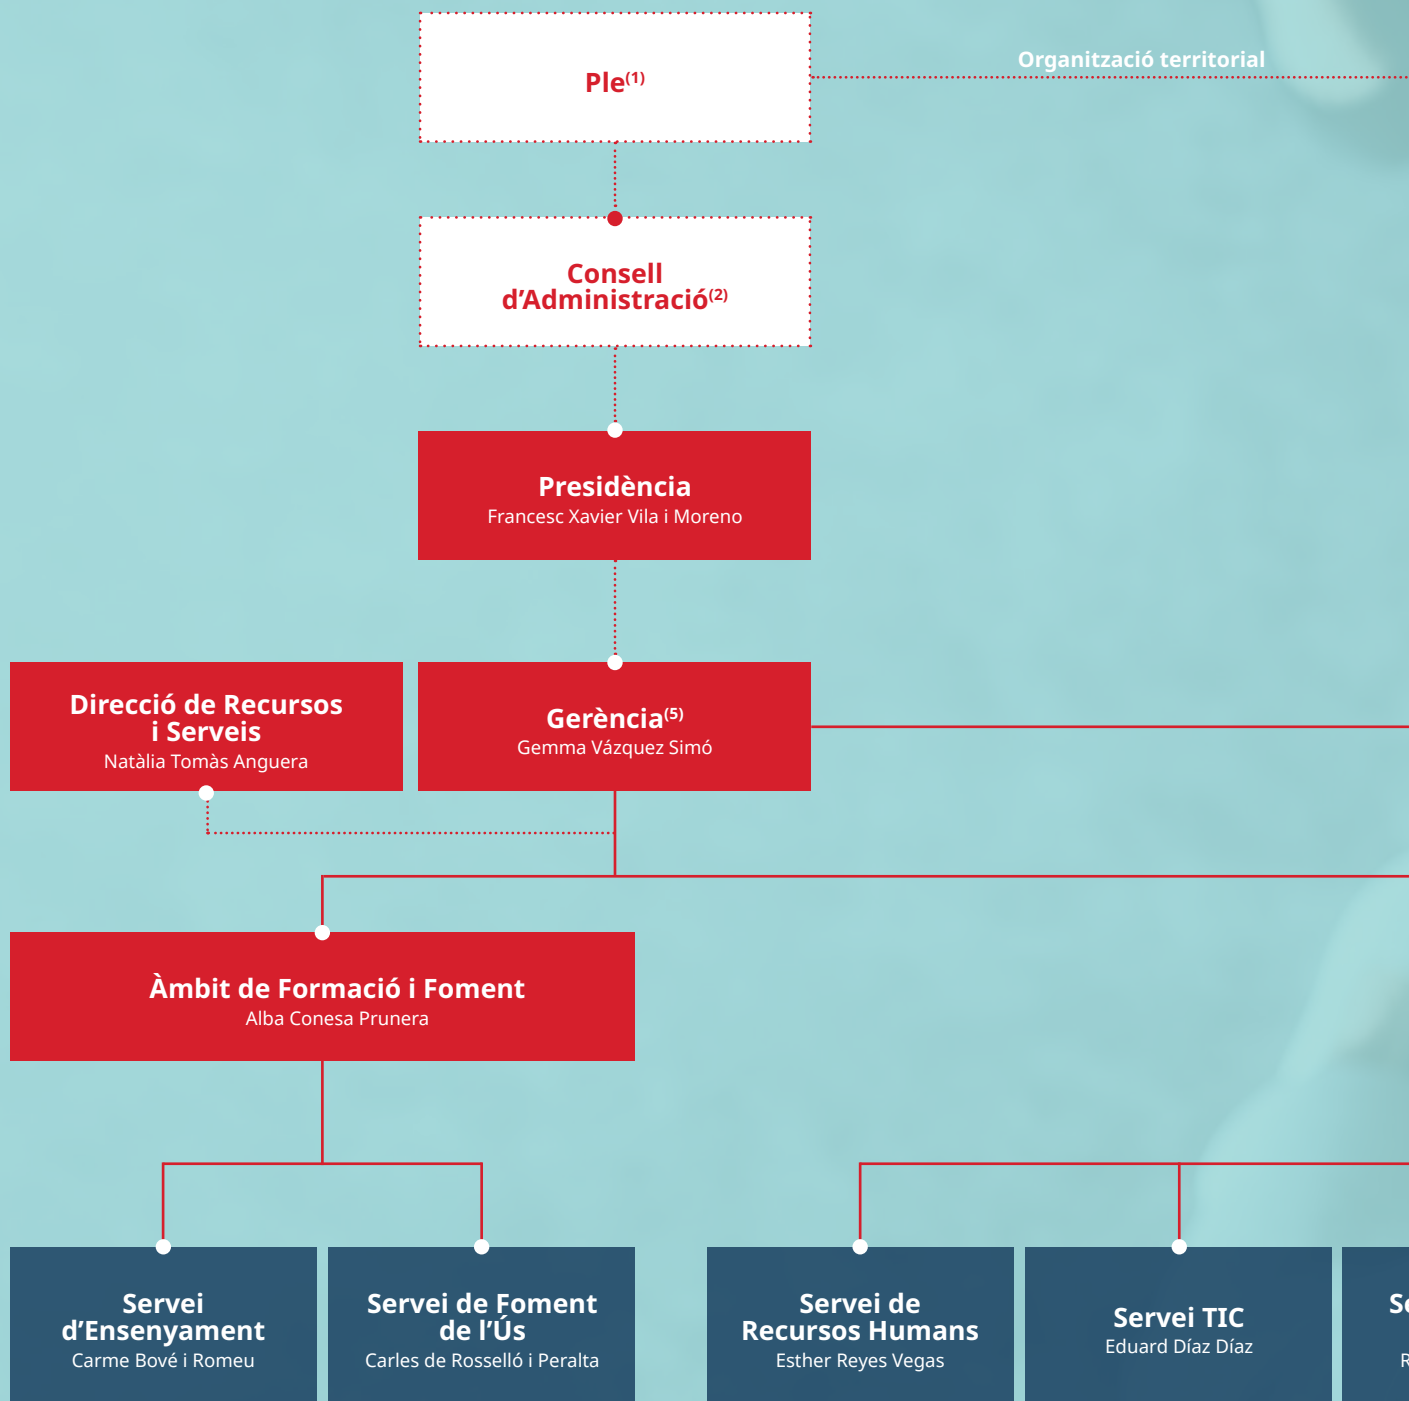 Ple(1)
Organització territorial
Consell
d’Administració(2)
Presidència
Francesc Xavier Vila i Moreno
Direcció de Recursos
i Serveis
Natàlia Tomàs Anguera
Gerència(5)
Gemma Vázquez Simó
Àmbit de Formació i Foment
Alba Conesa Prunera
Servei
d’Ensenyament
Carme Bové i Romeu
Servei de Foment
de l’Ús
Carles de Rosselló i Peralta
Servei de
Recursos Humans
Esther Reyes Vegas
Servei TIC
Eduard Díaz Díaz